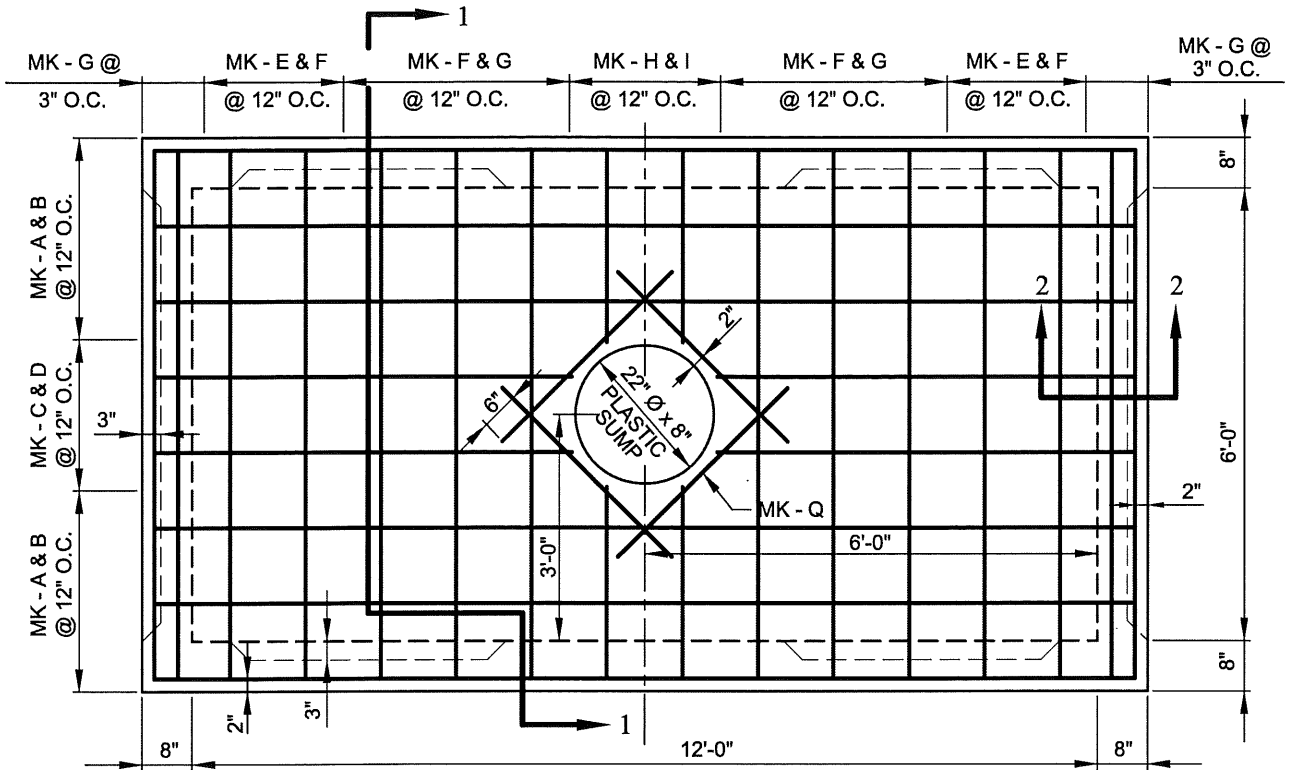 1
MK - G @
3" O.C.
MK - E & F
@ 12" O.C.
MK - F & G
@ 12" O.C.
MK - H & I
@ 12" O.C.
MK - F & G
@ 12" O.C.
MK - E & F
@ 12" O.C.
MK - G @
3" O.C.
8"
MK - A & B
@ 12" O.C.
MK - C & D
@ 12" O.C.
MK - A & B
@ 12" O.C.
3"
2"
22" Ø x 8"
PLASTIC
SUMP
6"
MK - Q
3'-0"
6'-0"
2
2
6'-0"
2"
8"
2"
3"
1
8"
12'-0"
8"